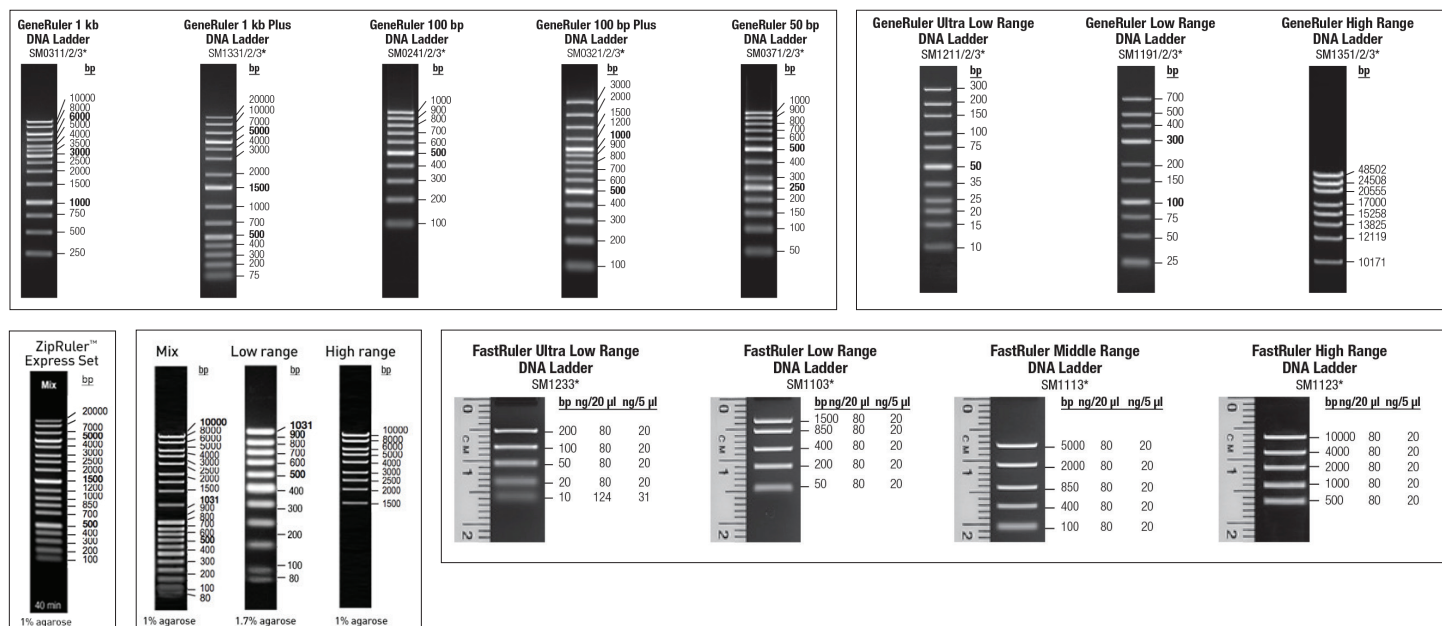 GeneRuler 1 kb
DNA Ladder
SM0311/2/3*
bp
10000
8000
6000
5000
4000
3500
3000
2500
2000
1500
1000
750
500
250
GeneRuler 1 kb Plus
DNA Ladder
SM1331/2/3*
bp
20000
10000
7000
5000
4000
3000
2000
1500
1000
700
500
400
300
200
75
GeneRuler 100 bp
DNA Ladder
SM0241/2/3*
bp
1000
900
800
700
600
500
400
300
200
100
GeneRuler 100 bp Plus
DNA Ladder
SM0321/2/3*
bp
3000
2000
1500
1200
1000
900
800
700
600
500
400
300
200
100
GeneRuler 50 bp
DNA Ladder
SM0371/2/3*
bp
1000
900
800
700
600
500
400
300
250
200
150
100
50
GeneRuler Ultra Low Range
DNA Ladder
SM1211/2/3*
bp
300
200
150
100
75
50
35
25
20
15
10
GeneRuler Low Range
DNA Ladder
SM1191/2/3*
bp
700
500
400
300
200
150
100
75
50
25
GeneRuler High Range
DNA Ladder
SM1351/2/3*
bp
48502
24508
20555
17000
15258
13825
12119
10171
ZipRuler™
Express Set
Mix
bp
20000
7000
5000
4000
3000
2500
2000
1500
1200
1000
850
700
500
400
300
200
100
40 min
1% agarose
Mix
bp
10000
8000
6000
5000
4000
3000
2500
2000
1500
1031
900
800
700
600
500
400
300
200
100
80
1% agarose
Low range
bp
1031
900
800
700
600
500
400
300
200
100
80
1.7% agarose
High range
bp
10000
8000
6000
5000
4000
3000
2500
2000
1500
1% agarose
FastRuler Ultra Low Range
DNA Ladder
SM1233*
bp ng/20 µl ng/5 µl
200 80 20
100 80 20
50 80 20
20 80 20
10 124 31
0
CM
1
2
FastRuler Low Range
DNA Ladder
SM1103*
bp ng/20 µl ng/5 µl
1500 80 20
850 80 20
400 80 20
200 80 20
50 80 20
0
CM
1
2
FastRuler Middle Range
DNA Ladder
SM1113*
bp ng/20 µl ng/5 µl
5000 80 20
2000 80 20
850 80 20
400 80 20
100 80 20
0
CM
1
2
FastRuler High Range
DNA Ladder
SM1123*
bp ng/20 µl ng/5 µl
10000 80 20
4000 80 20
2000 80 20
1000 80 20
500 80 20
0
CM
1
2